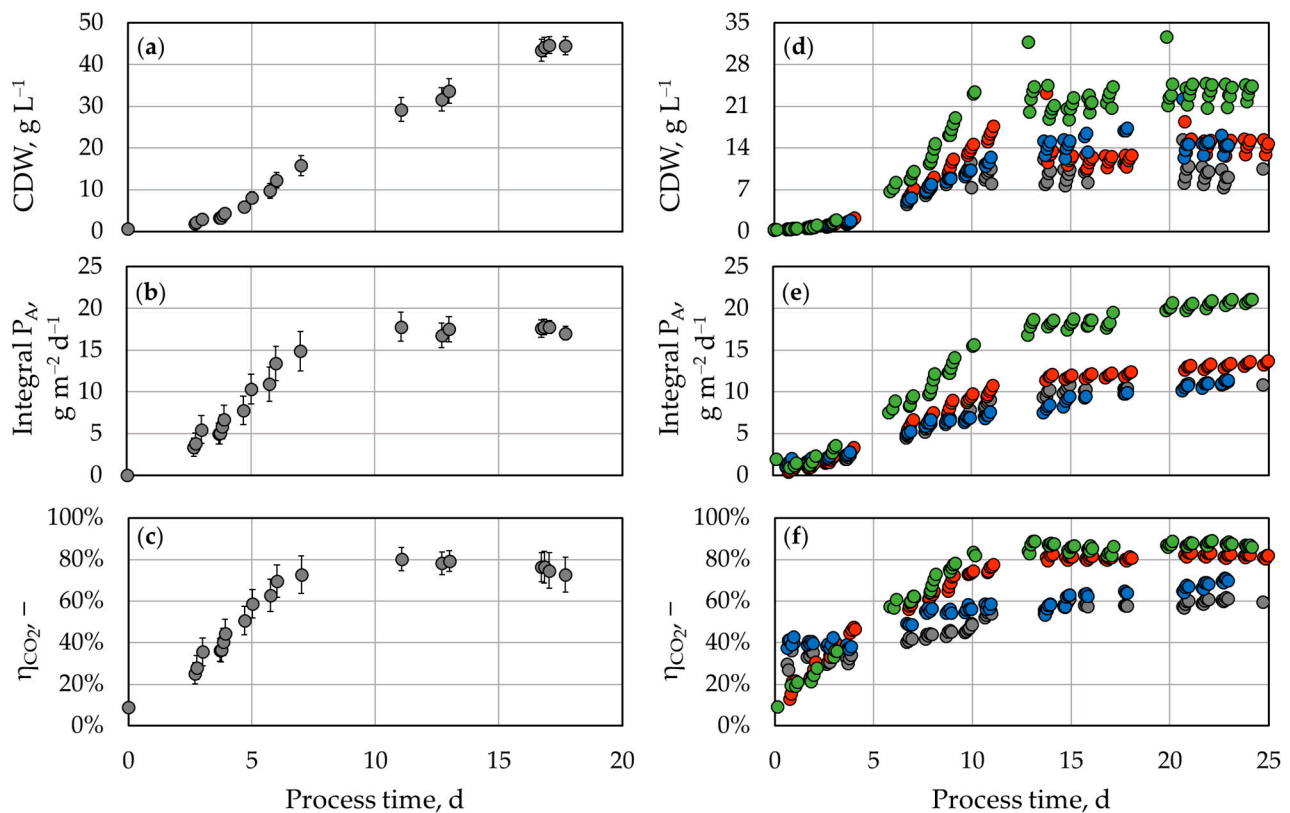 CDW, g L⁻¹
50
40
30
20
10
0
(a)
CDW, g L⁻¹
35
28
21
14
7
0
(d)
Integral P_A,
g m⁻² d⁻¹
25
20
15
10
5
0
(b)
Integral P_A,
g m⁻² d⁻¹
25
20
15
10
5
0
(e)
η_CO₂, –
100%
80%
60%
40%
20%
0%
(c)
0 5 10 15 20
Process time, d
η_CO₂, –
100%
80%
60%
40%
20%
0%
(f)
0 5 10 15 20 25
Process time, d